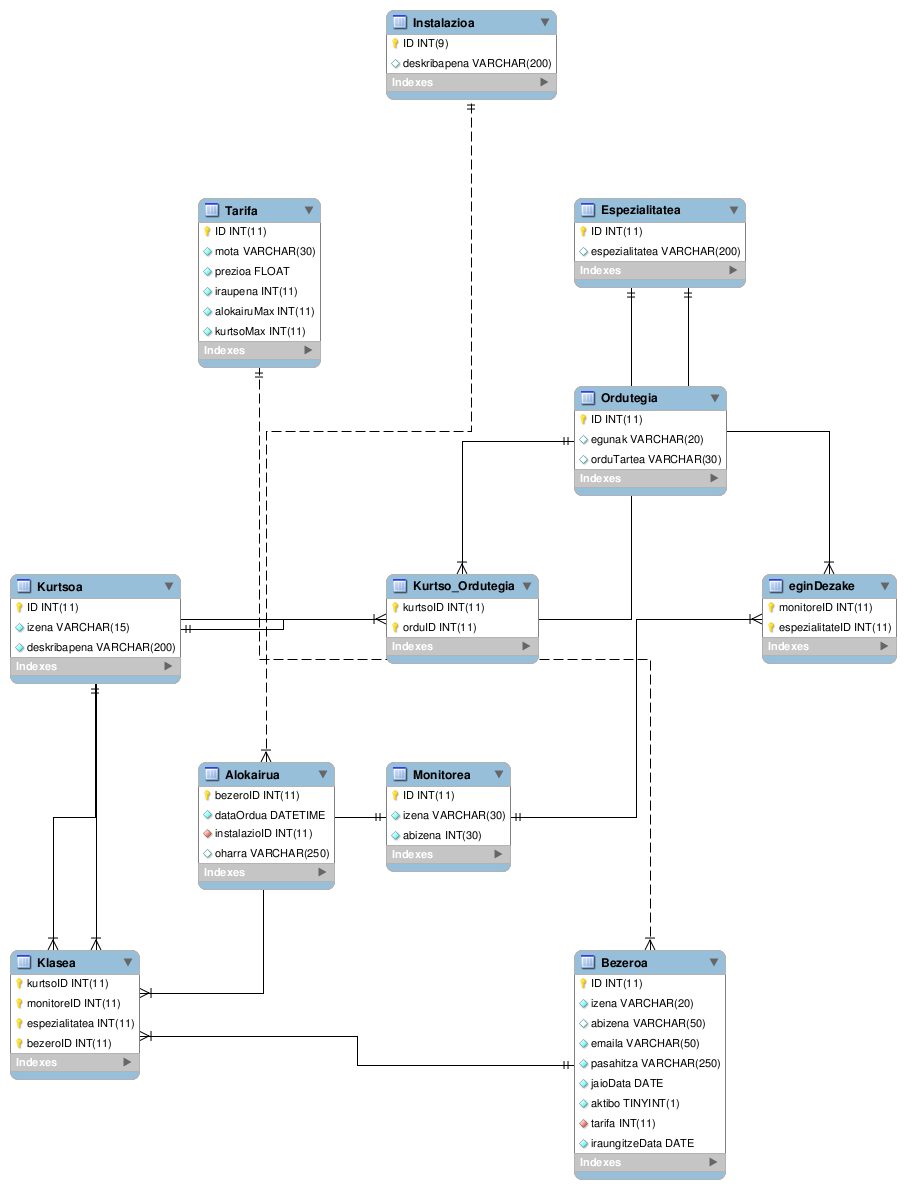 Instalazioa
ID INT(9)
deskribapena VARCHAR(200)
Indexes
Tarifa
ID INT(11)
mota VARCHAR(30)
prezioa FLOAT
iraupena INT(11)
alokairuMax INT(11)
kurtsoMax INT(11)
Indexes
Espezialitatea
ID INT(11)
espezialitatea VARCHAR(200)
Indexes
Ordutegia
ID INT(11)
egunak VARCHAR(20)
orduTartea VARCHAR(30)
Indexes
Kurtsoa
ID INT(11)
izena VARCHAR(15)
deskribapena VARCHAR(200)
Indexes
Kurtso_Ordutegia
kurtsoID INT(11)
orduID INT(11)
Indexes
eginDezake
monitoreID INT(11)
espezialitateID INT(11)
Indexes
Alokairua
bezeroID INT(11)
dataOrdua DATETIME
instalazioID INT(11)
oharra VARCHAR(250)
Indexes
Monitorea
ID INT(11)
izena VARCHAR(30)
abizena INT(30)
Indexes
Klasea
kurtsoID INT(11)
monitoreID INT(11)
espezialitatea INT(11)
bezeroID INT(11)
Indexes
Bezeroa
ID INT(11)
izena VARCHAR(20)
abizena VARCHAR(50)
emaila VARCHAR(50)
pasahitza VARCHAR(250)
jaioData DATE
aktibo TINYINT(1)
tarifa INT(11)
iraungitzeData DATE
Indexes